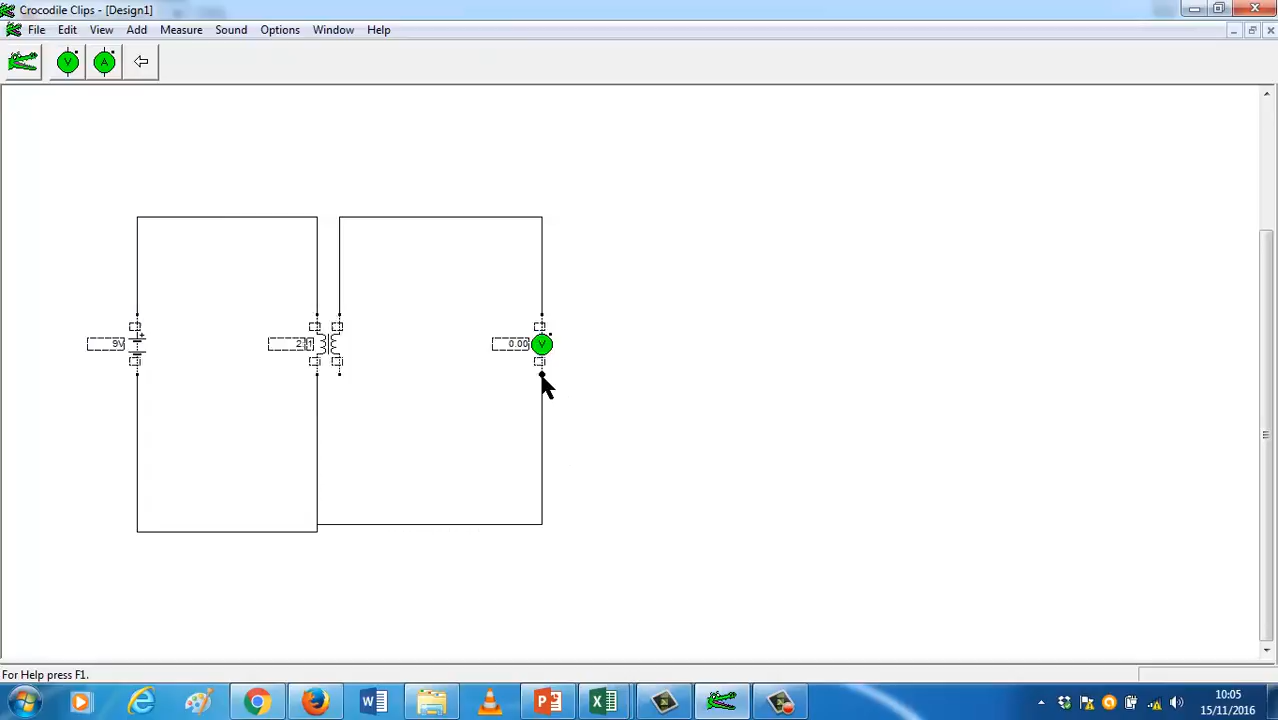 Crocodile Clips - [Design1]
File Edit View Add Measure Sound Options Window Help
V A
9V
0.00 V
For Help press F1.
10:05
15/11/2016